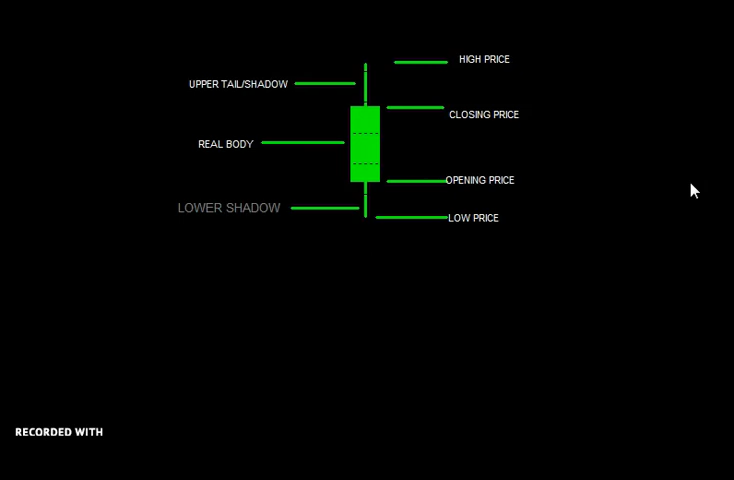 HIGH PRICE
UPPER TAIL/SHADOW
CLOSING PRICE
REAL BODY
OPENING PRICE
LOWER SHADOW
LOW PRICE
RECORDED WITH